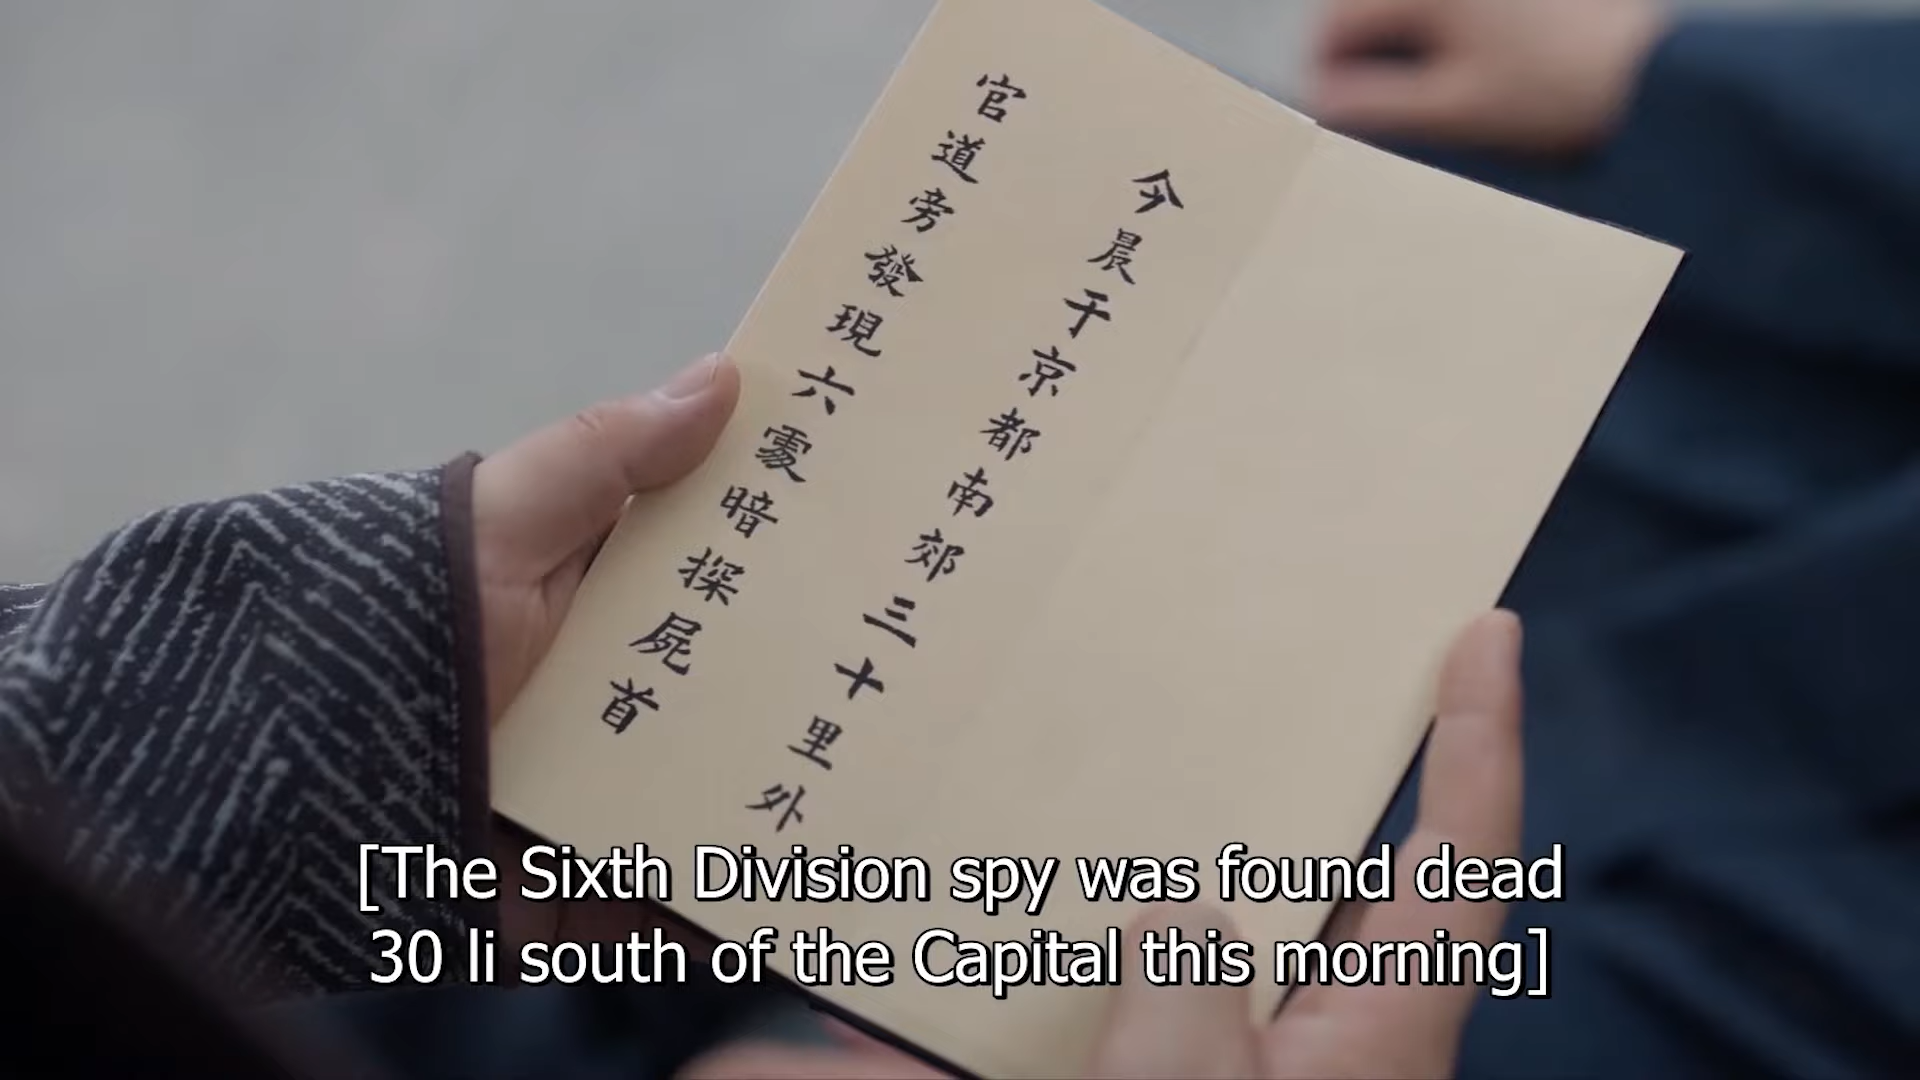 今晨于京都南郊三十里外
官道旁發現六處暗探屍首
[The Sixth Division spy was found dead
30 li south of the Capital this morning]